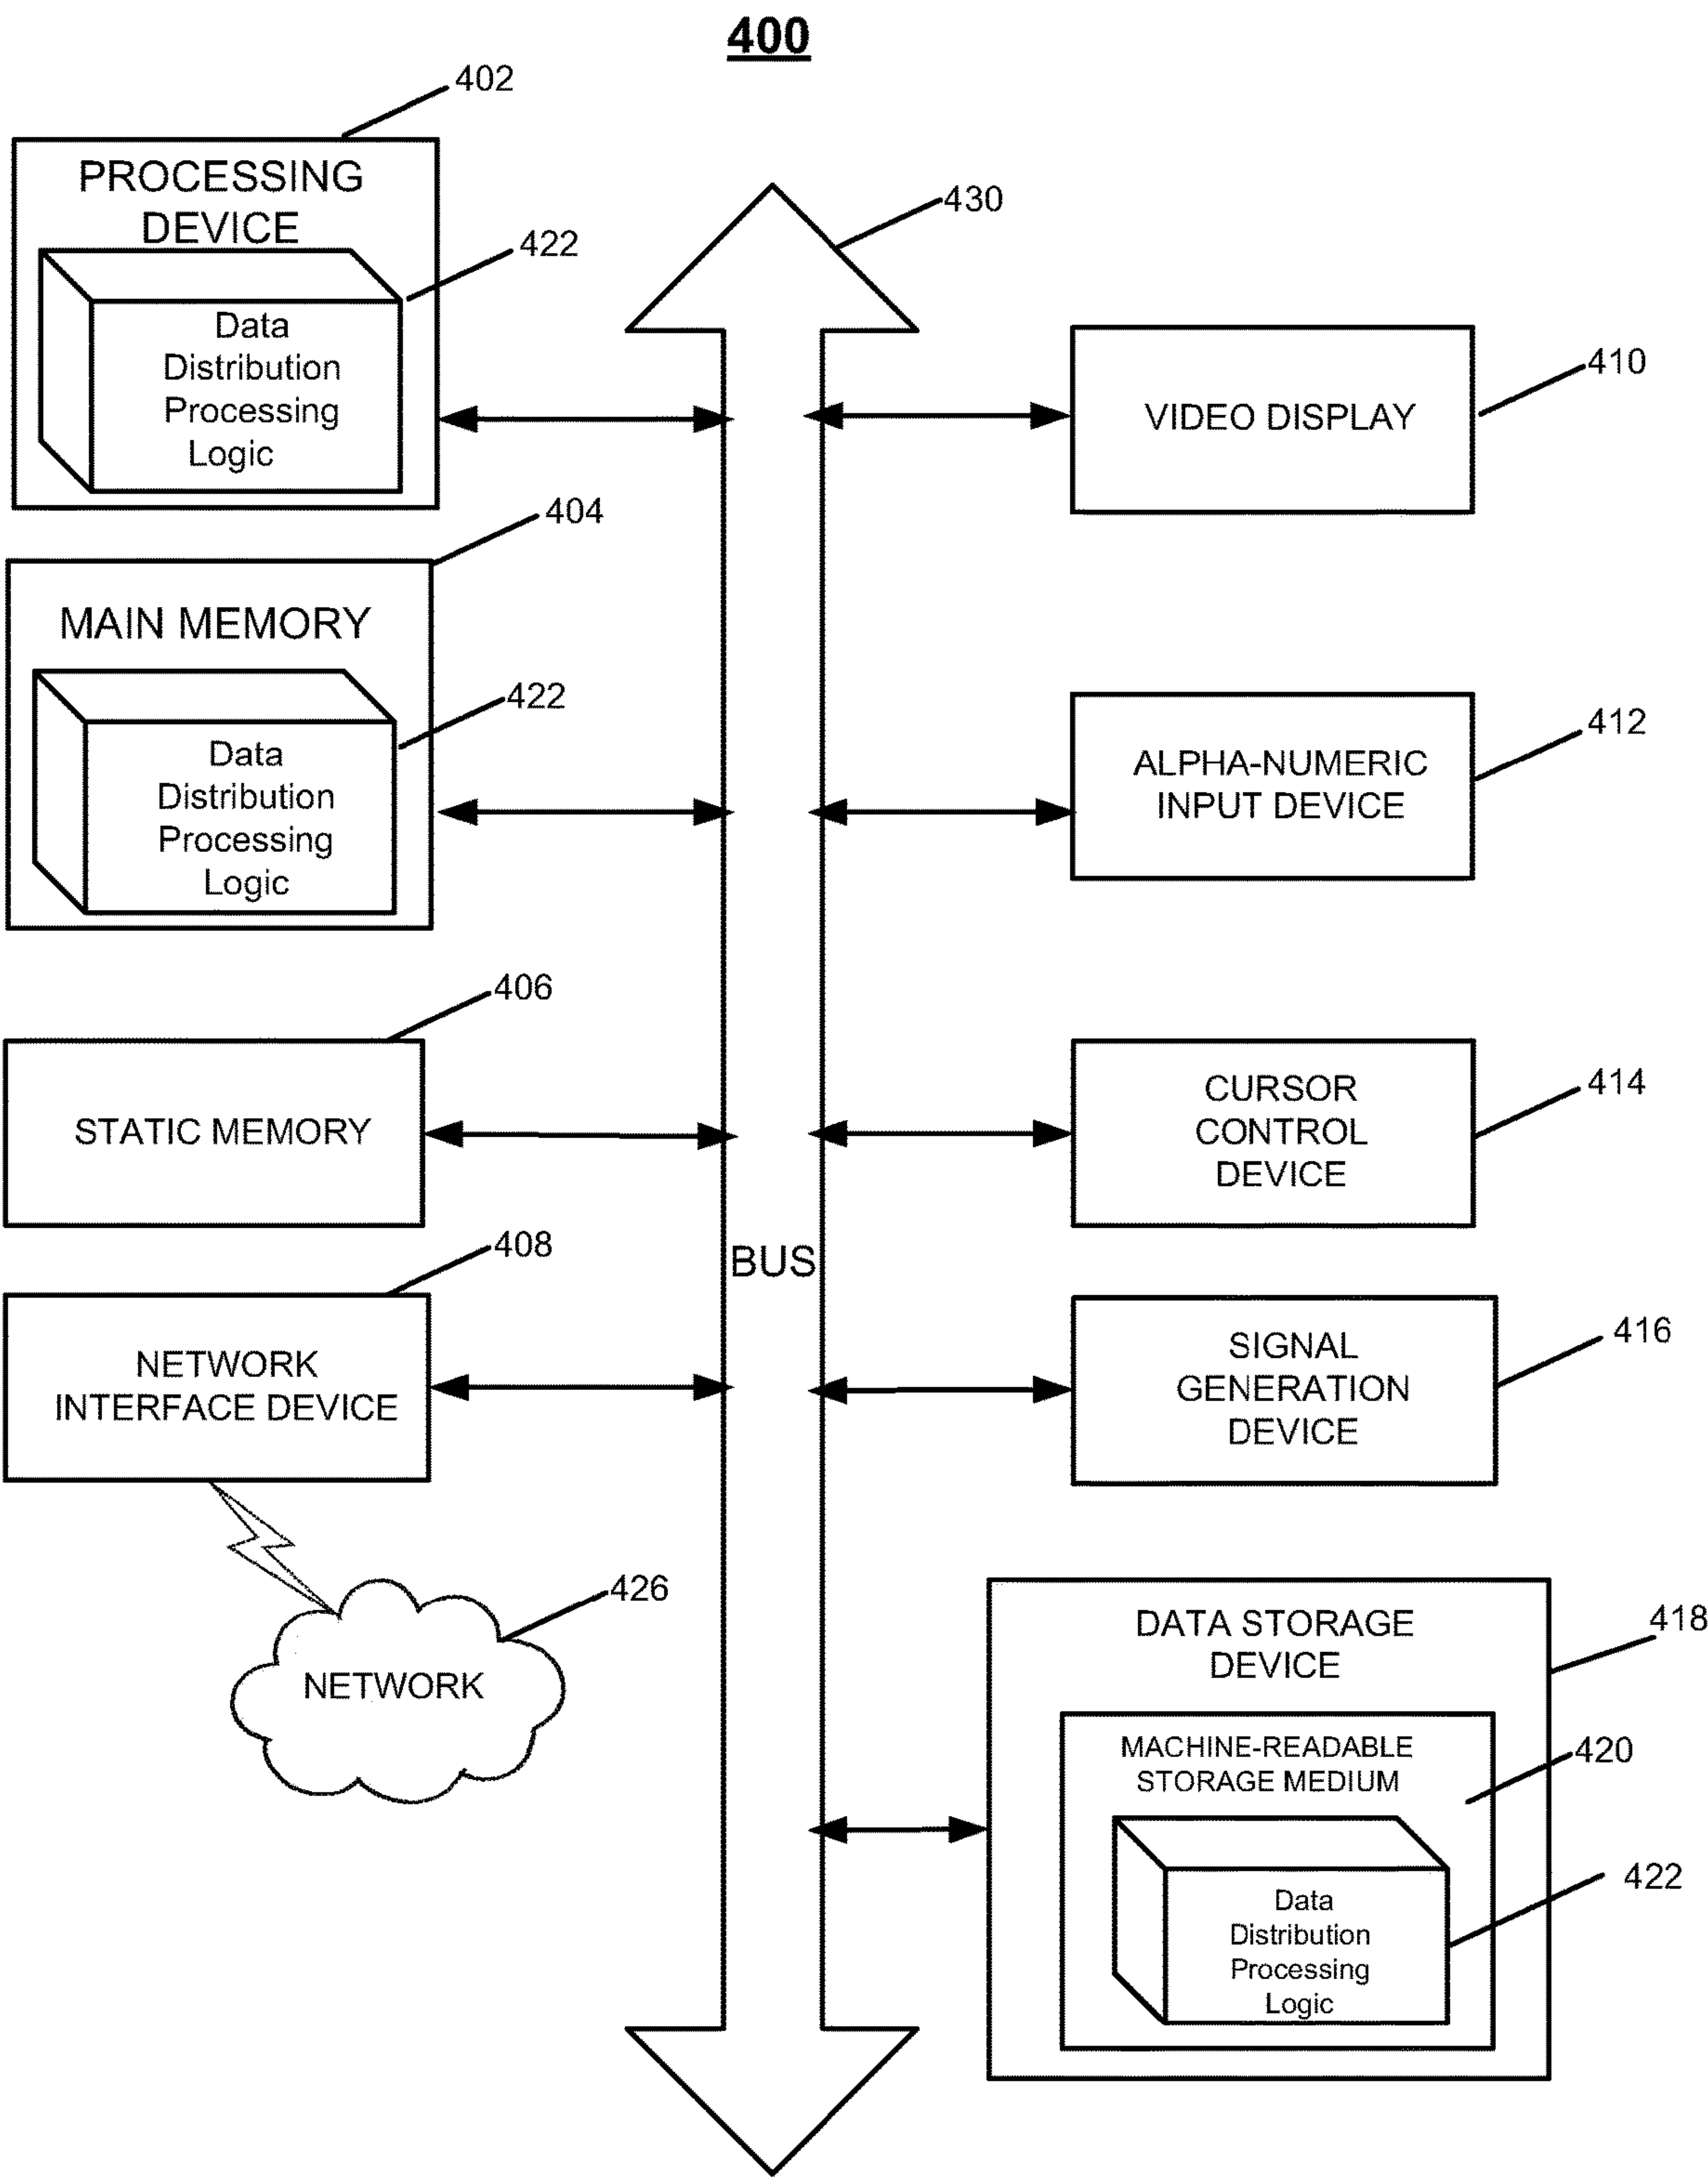 400
402
PROCESSING
DEVICE
422
Data
Distribution
Processing
Logic
404
MAIN MEMORY
422
Data
Distribution
Processing
Logic
406
STATIC MEMORY
408
NETWORK
INTERFACE DEVICE
426
NETWORK
430
BUS
410
VIDEO DISPLAY
412
ALPHA-NUMERIC
INPUT DEVICE
414
CURSOR
CONTROL
DEVICE
416
SIGNAL
GENERATION
DEVICE
418
DATA STORAGE
DEVICE
420
MACHINE-READABLE
STORAGE MEDIUM
422
Data
Distribution
Processing
Logic